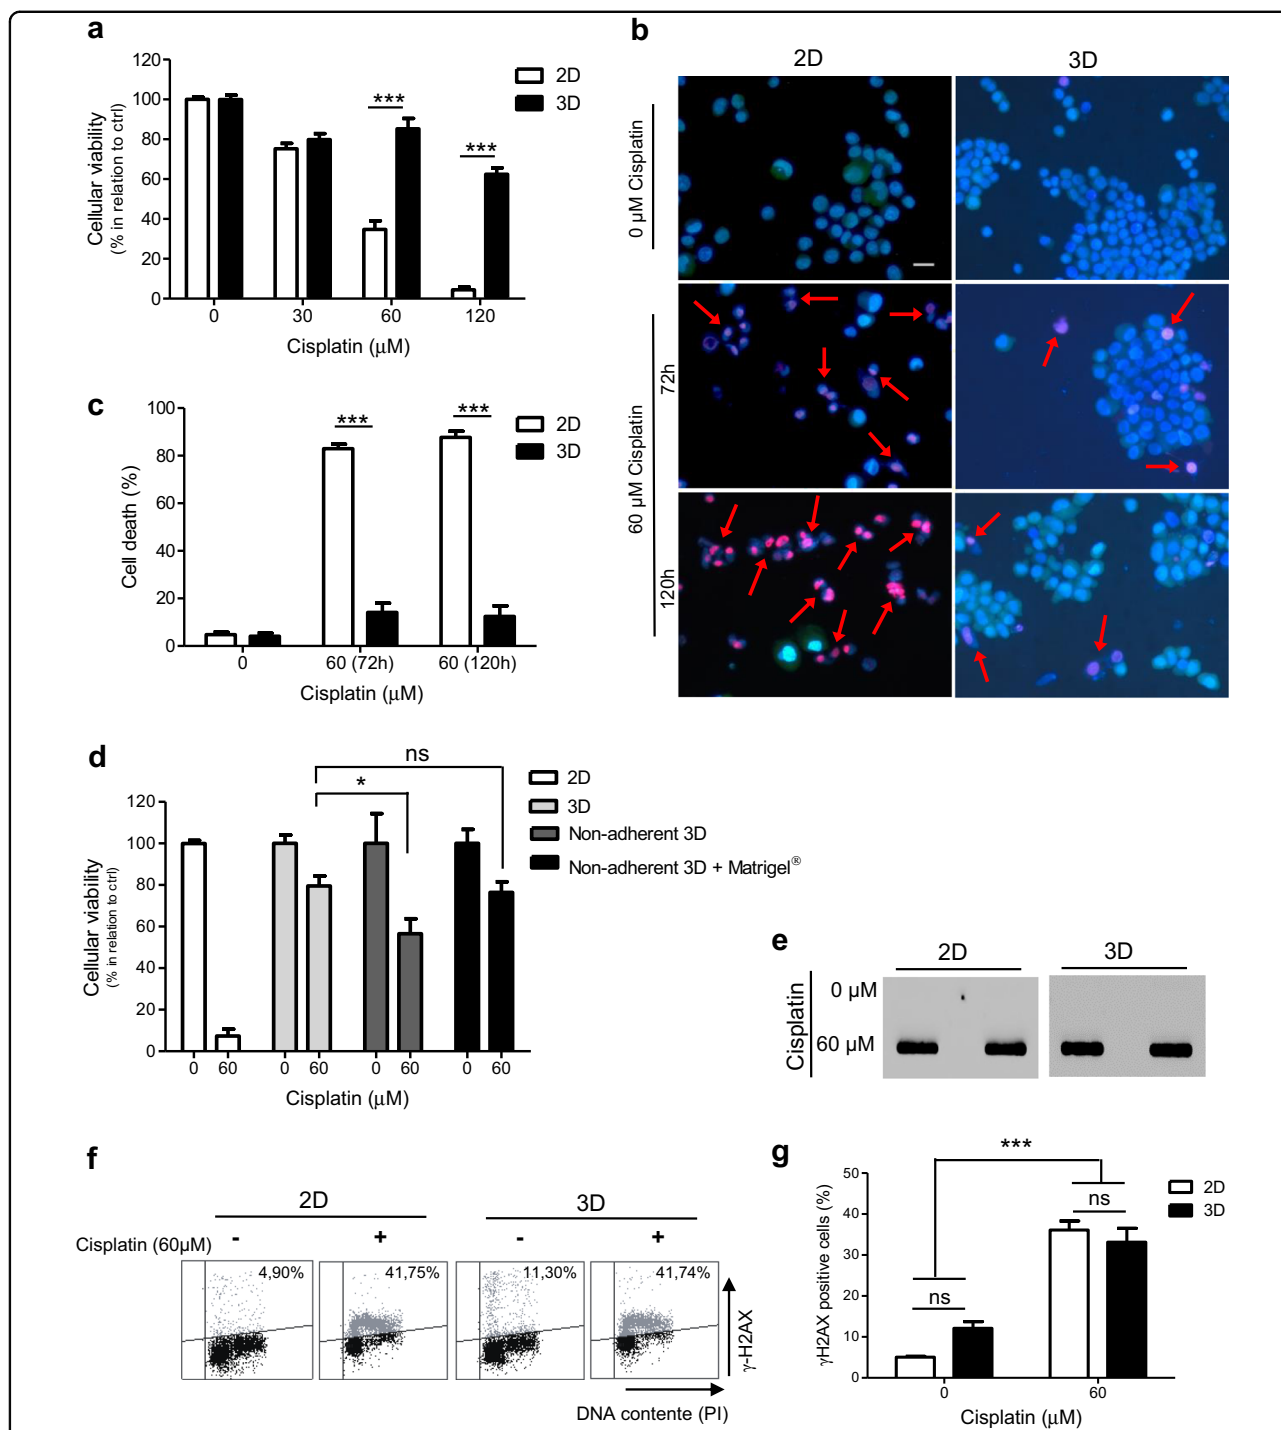 a
120
100
80
60
40
20
0
Cellular viability
(% in relation to ctrl)
2D
3D
***
***
0 30 60 120
Cisplatin (µM)
b
2D 3D
0 µM Cisplatin
60 µM Cisplatin
72h
120h
c
100
80
60
40
20
0
Cell death (%)
2D
3D
***
***
0 60 (72h) 60 (120h)
Cisplatin (µM)
d
ns
*
120
100
80
60
40
20
0
Cellular viability
(% in relation to ctrl)
2D
3D
Non-adherent 3D
Non-adherent 3D + Matrigel®
0 60 0 60 0 60 0 60
Cisplatin (µM)
e
2D 3D
Cisplatin
0 µM
60 µM
f
2D 3D
Cisplatin (60µM) - + - +
4,90% 41,75% 11,30% 41,74%
γ-H2AX
DNA contente (PI)
g
***
50
40
30
20
10
0
γH2AX positive cells (%)
ns
ns
2D
3D
0 60
Cisplatin (µM)